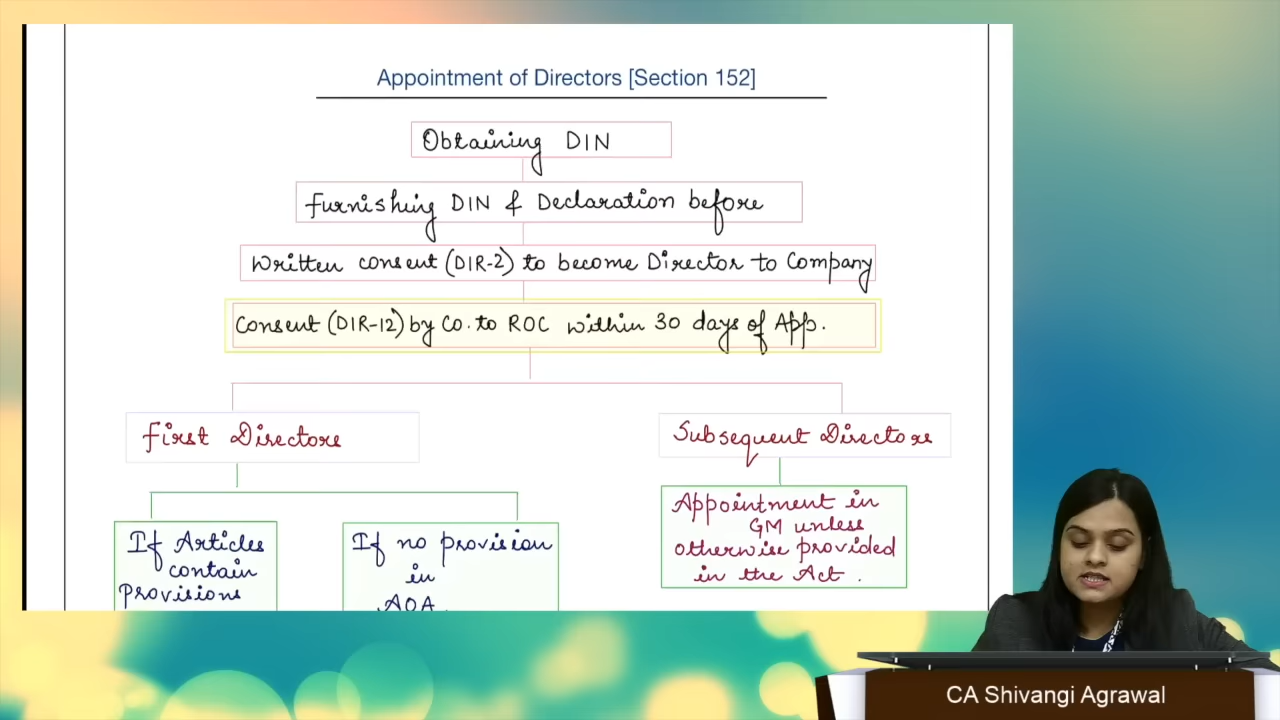 Appointment of Directors [Section 152]
Obtaining DIN
Furnishing DIN & Declaration before
Written consent (DIR-2) to become Director to Company
Consent (DIR-12) by Co. to ROC within 30 days of App.
First Directors
Subsequent Directors
If Articles
contain
provisions
If no provision
in
AOA
Appointment in
GM unless
otherwise provided
in the Act.
CA Shivangi Agrawal